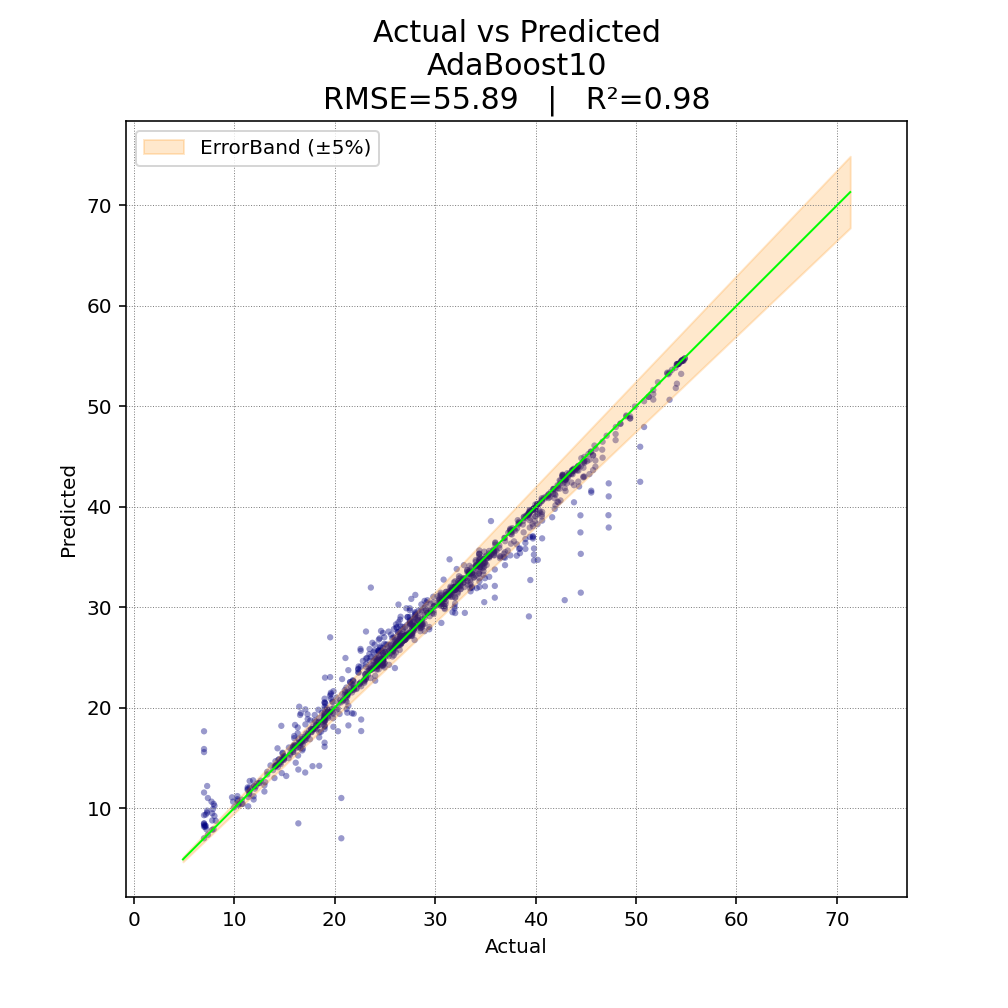 Actual vs Predicted
AdaBoost10
RMSE=55.89 | R²=0.98
ErrorBand (±5%)
70
60
50
40
30
20
10
Predicted
0 10 20 30 40 50 60 70
Actual